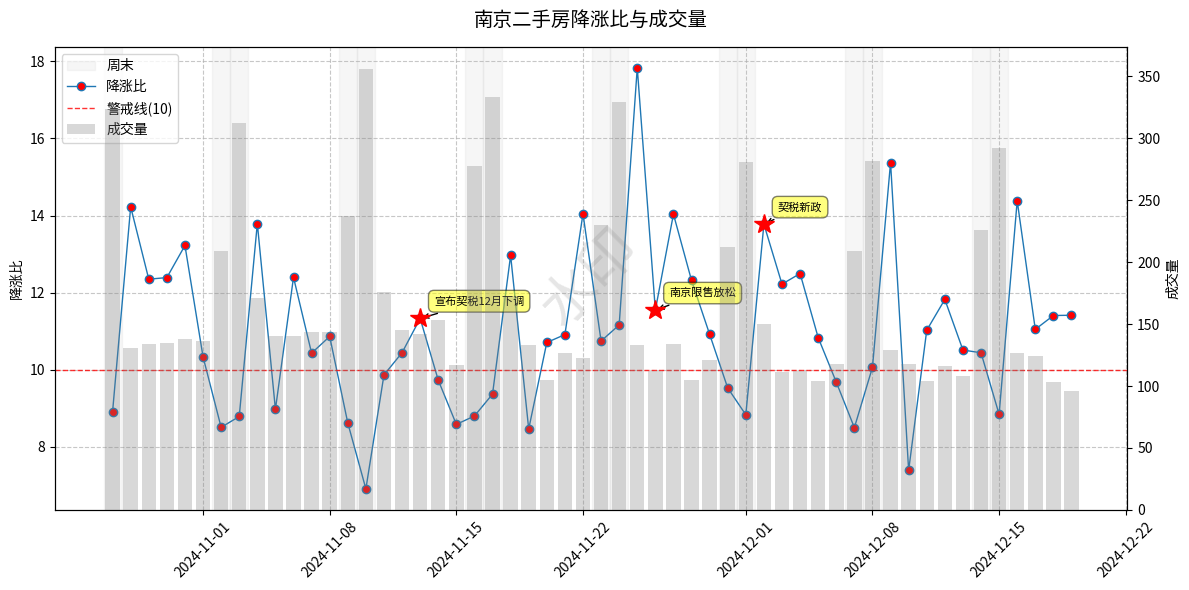 南京二手房降涨比与成交量
周末
降涨比
警戒线(10)
成交量
18
16
14
12
10
8
降涨比
350
300
250
200
150
100
50
0
成交量
宣布契税12月下调
南京限售放松
契税新政
水印
2024-11-01
2024-11-08
2024-11-15
2024-11-22
2024-12-01
2024-12-08
2024-12-15
2024-12-22